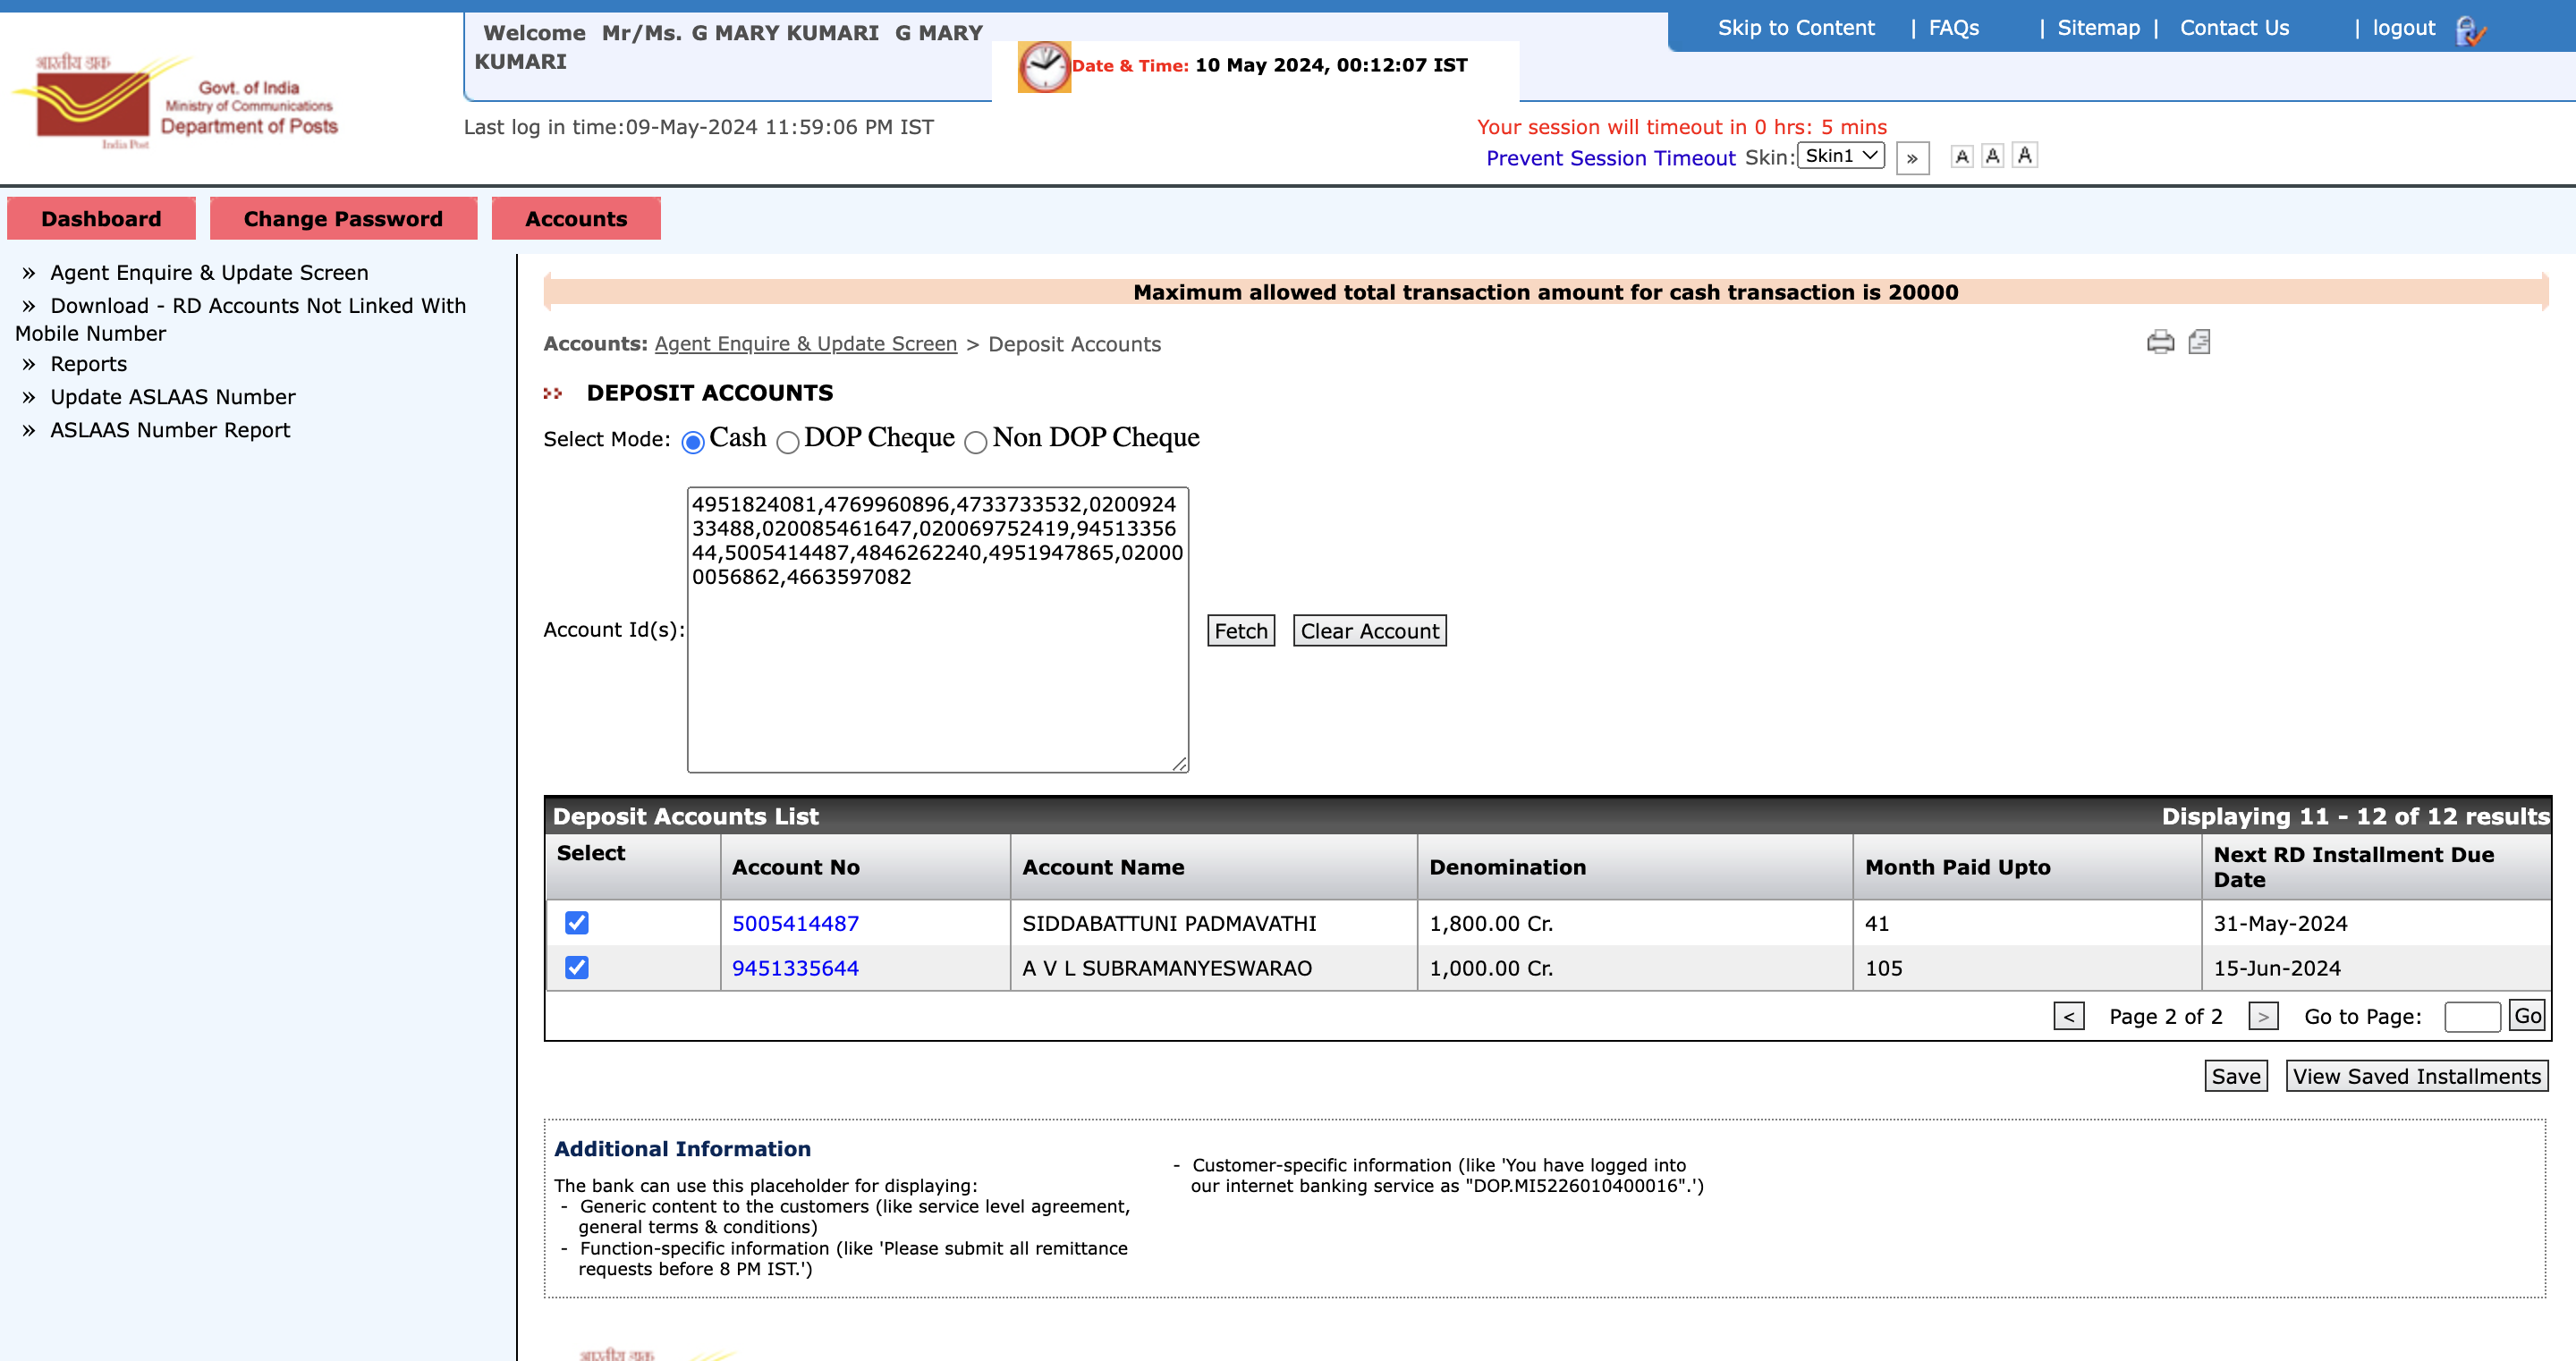 Skip to Content | FAQs | Sitemap | Contact Us | logout
Welcome Mr/Ms. G MARY KUMARI G MARY
KUMARI
Date & Time: 10 May 2024, 00:12:07 IST
भारतीय डाक
Govt. of India
Ministry of Communications
Department of Posts
India Post
Last log in time:09-May-2024 11:59:06 PM IST
Your session will timeout in 0 hrs: 5 mins
Prevent Session Timeout Skin: Skin1 » A A A
Dashboard Change Password Accounts
» Agent Enquire & Update Screen
» Download - RD Accounts Not Linked With
Mobile Number
» Reports
» Update ASLAAS Number
» ASLAAS Number Report
Maximum allowed total transaction amount for cash transaction is 20000
Accounts: Agent Enquire & Update Screen > Deposit Accounts
DEPOSIT ACCOUNTS
Select Mode: Cash DOP Cheque Non DOP Cheque
4951824081,4769960896,4733733532,0200924
33488,020085461647,020069752419,94513356
44,5005414487,4846262240,4951947865,02000
0056862,4663597082
Account Id(s): Fetch Clear Account
Deposit Accounts List Displaying 11 - 12 of 12 results
Select Account No Account Name Denomination Month Paid Upto Next RD Installment Due
Date
5005414487 SIDDABATTUNI PADMAVATHI 1,800.00 Cr. 41 31-May-2024
9451335644 A V L SUBRAMANYESWARAO 1,000.00 Cr. 105 15-Jun-2024
< Page 2 of 2 > Go to Page: Go
Save View Saved Installments
Additional Information
The bank can use this placeholder for displaying:
- Generic content to the customers (like service level agreement,
general terms & conditions)
- Function-specific information (like 'Please submit all remittance
requests before 8 PM IST.')
- Customer-specific information (like 'You have logged into
our internet banking service as "DOP.MI5226010400016".')
भारतीय डाक